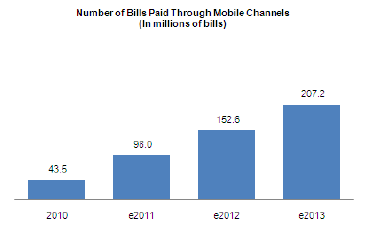 Number of Bills Paid Through Mobile Channels
(In millions of bills)
207.2
152.6
96.0
43.5
2010 e2011 e2012 e2013